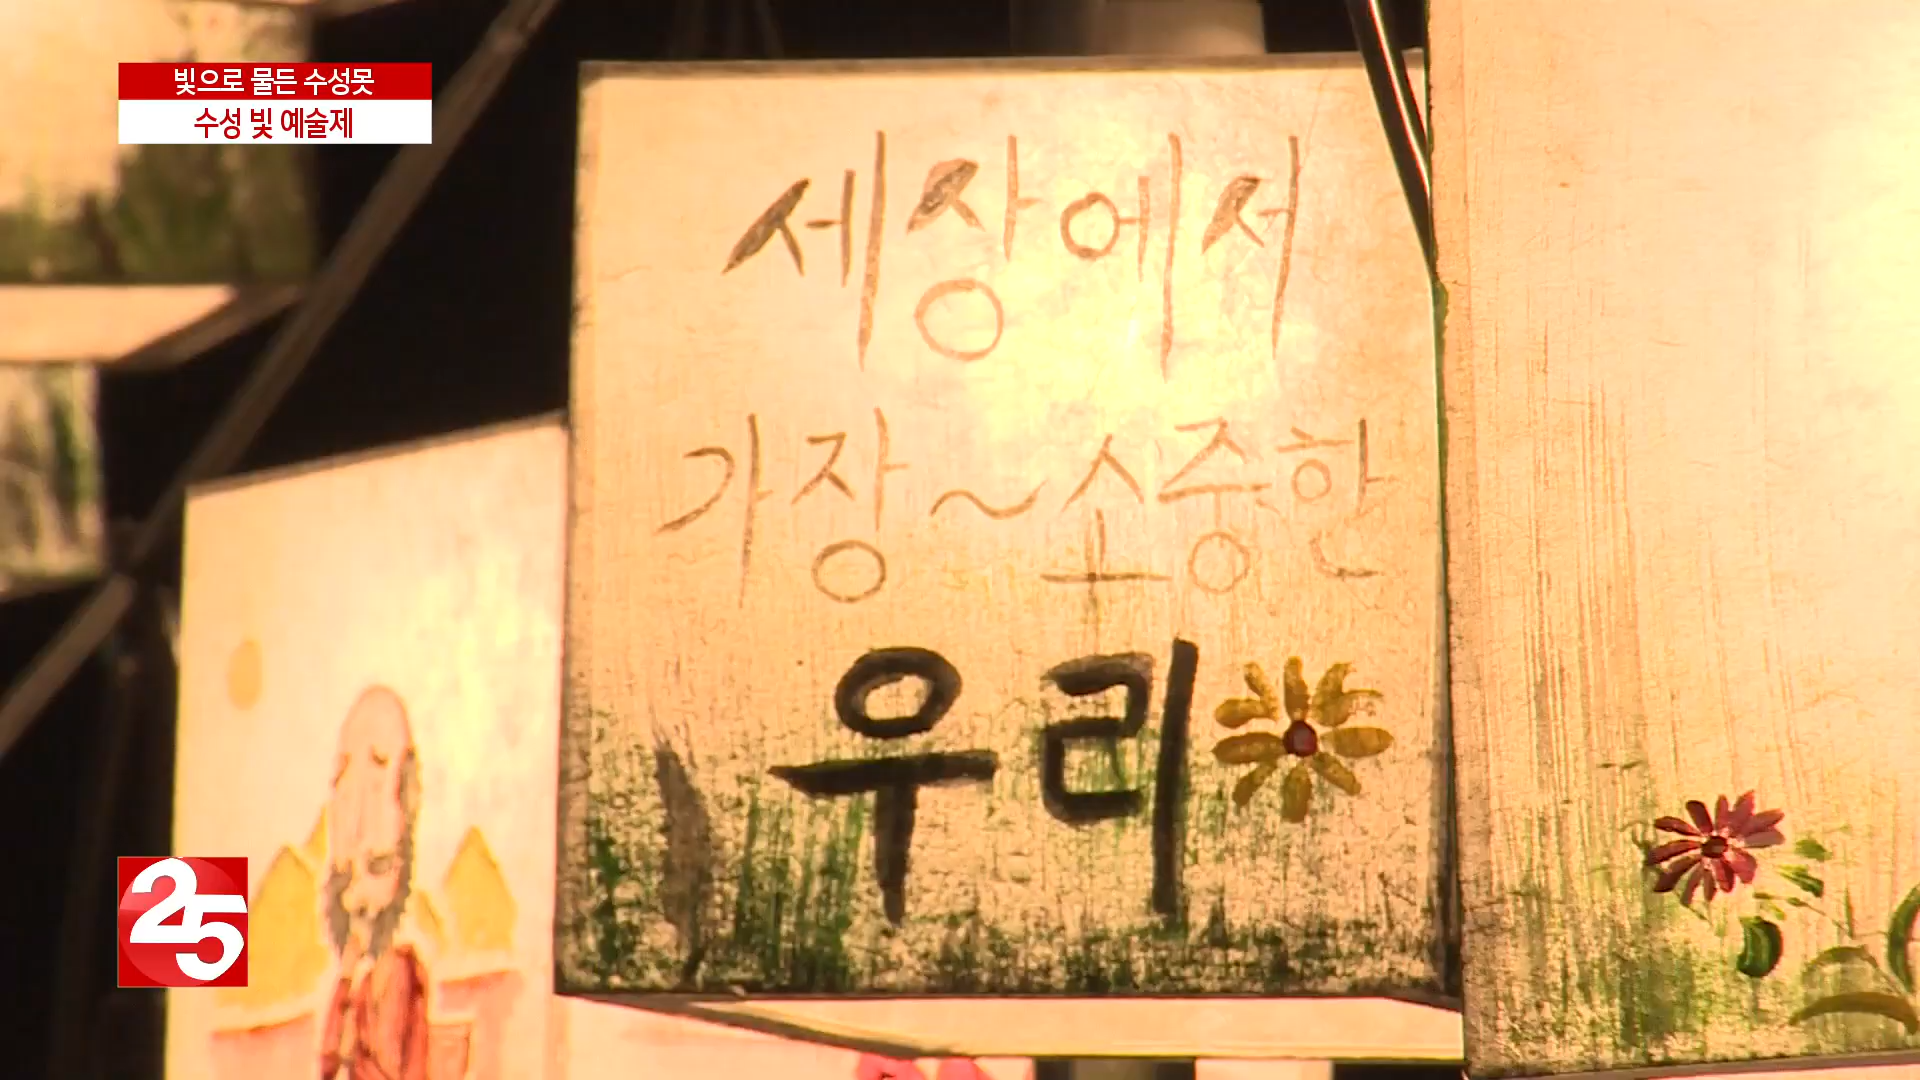 빛으로 물든 수성못
수성 빛 예술제
세상에서
가장~소중한
우리
25